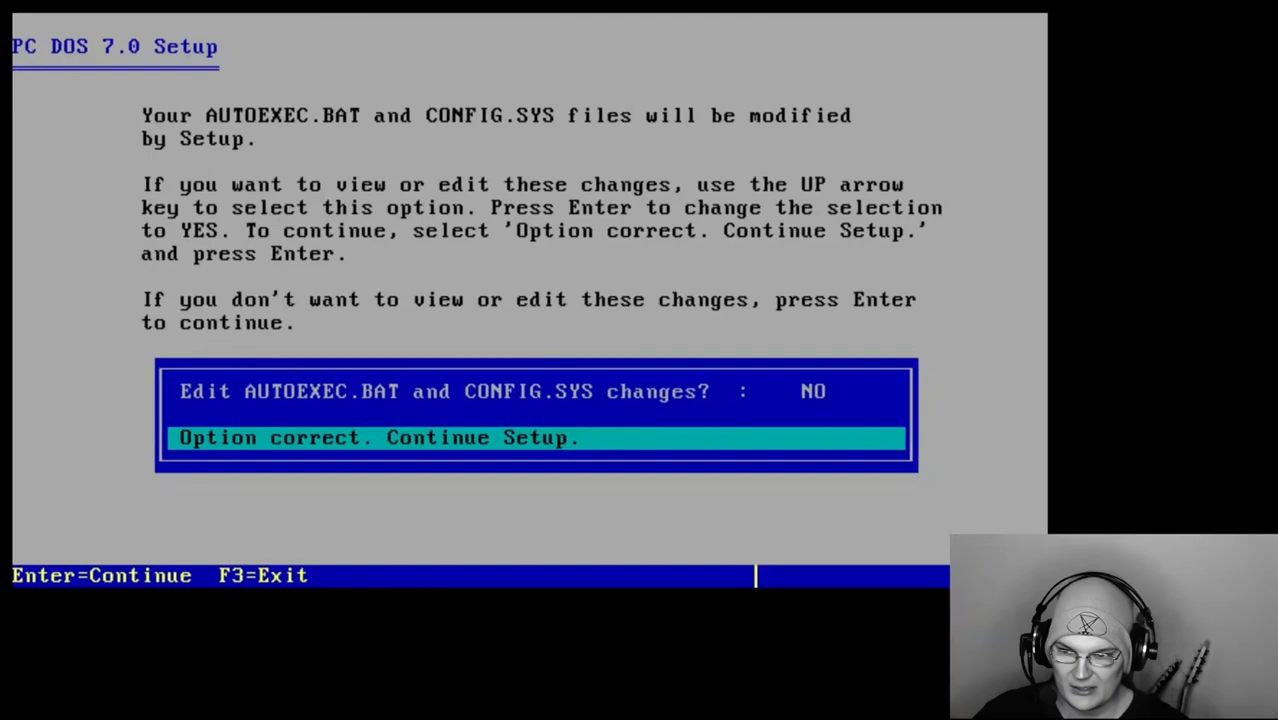 PC DOS 7.0 Setup
Your AUTOEXEC.BAT and CONFIG.SYS files will be modified
by Setup.
If you want to view or edit these changes, use the UP arrow
key to select this option. Press Enter to change the selection
to YES. To continue, select 'Option correct. Continue Setup.'
and press Enter.
If you don't want to view or edit these changes, press Enter
to continue.
Edit AUTOEXEC.BAT and CONFIG.SYS changes? : NO
Option correct. Continue Setup.
Enter=Continue F3=Exit